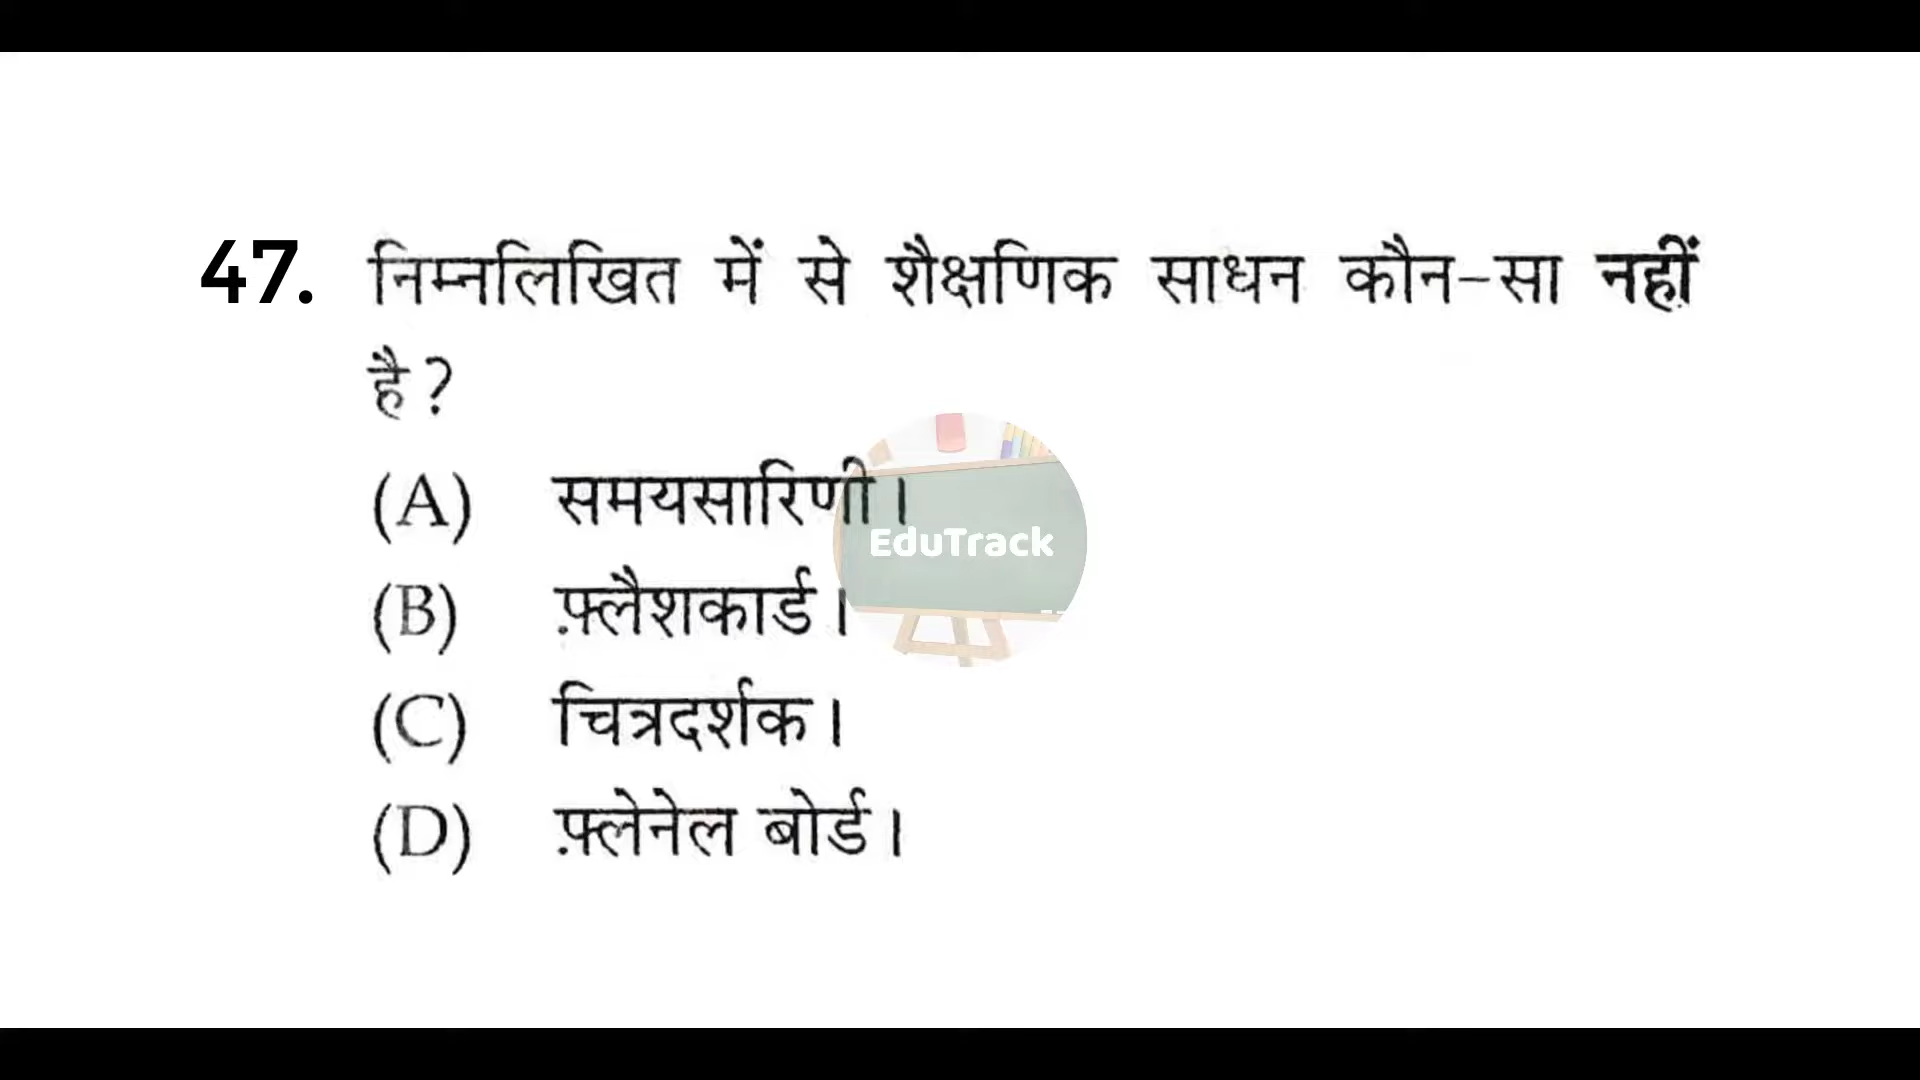 47. निम्नलिखित में से शैक्षणिक साधन कौन-सा नहीं
है?
(A) समयसारिणी।
(B) फ़्लैशकार्ड।
(C) चित्रदर्शक।
(D) फ़्लेनेल बोर्ड।
EduTrack